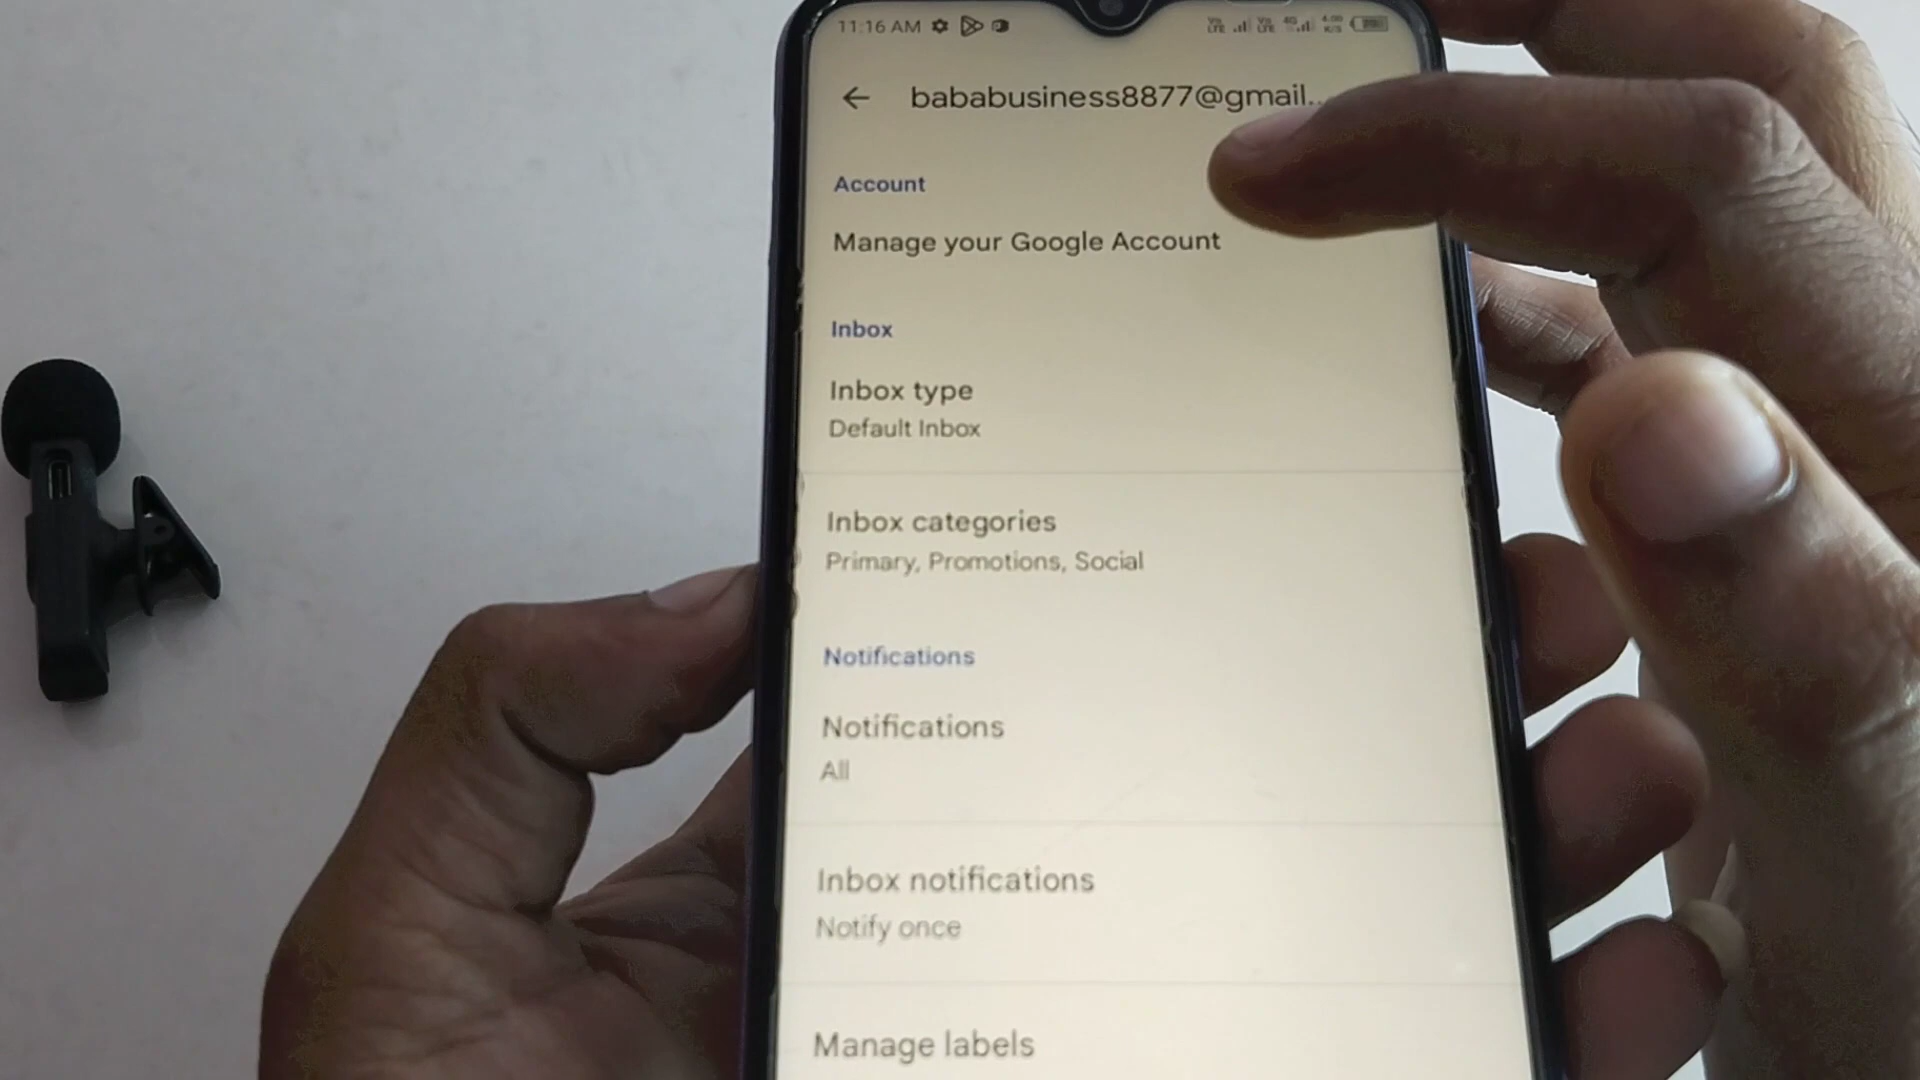 11:16 AM
bababusiness8877@gmail...
Account
Manage your Google Account
Inbox
Inbox type
Default Inbox
Inbox categories
Primary, Promotions, Social
Notifications
Notifications
All
Inbox notifications
Notify once
Manage labels